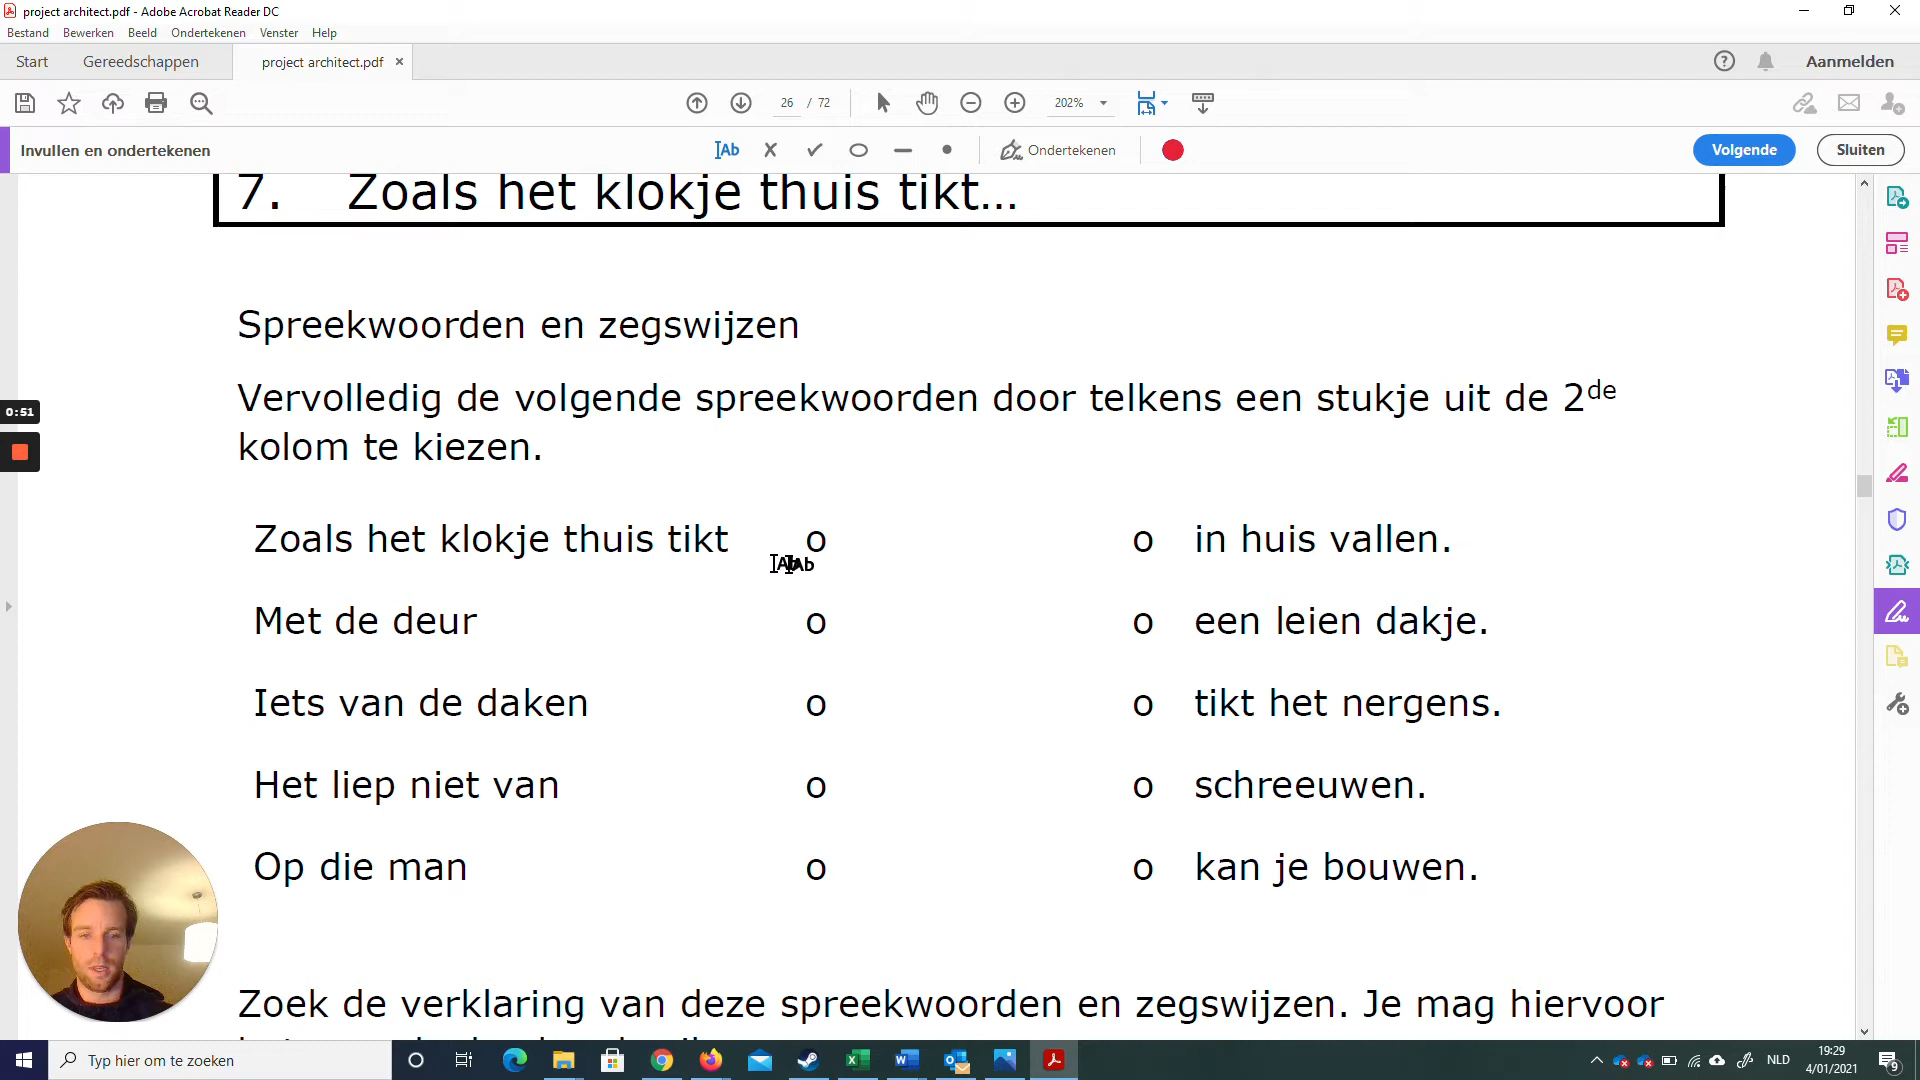 project architect.pdf - Adobe Acrobat Reader DC
Bestand Bewerken Beeld Ondertekenen Venster Help
Start Gereedschappen project architect.pdf × Aanmelden
26 / 72 202%
Invullen en ondertekenen Ab Ondertekenen Volgende Sluiten
7. Zoals het klokje thuis tikt...
Spreekwoorden en zegswijzen
Vervolledig de volgende spreekwoorden door telkens een stukje uit de 2de
kolom te kiezen.
0:51
Zoals het klokje thuis tikt o o in huis vallen.
Ab
Met de deur o o een leien dakje.
Iets van de daken o o tikt het nergens.
Het liep niet van o o schreeuwen.
Op die man o o kan je bouwen.
Zoek de verklaring van deze spreekwoorden en zegswijzen. Je mag hiervoor
Typ hier om te zoeken NLD 19:29
4/01/2021 9